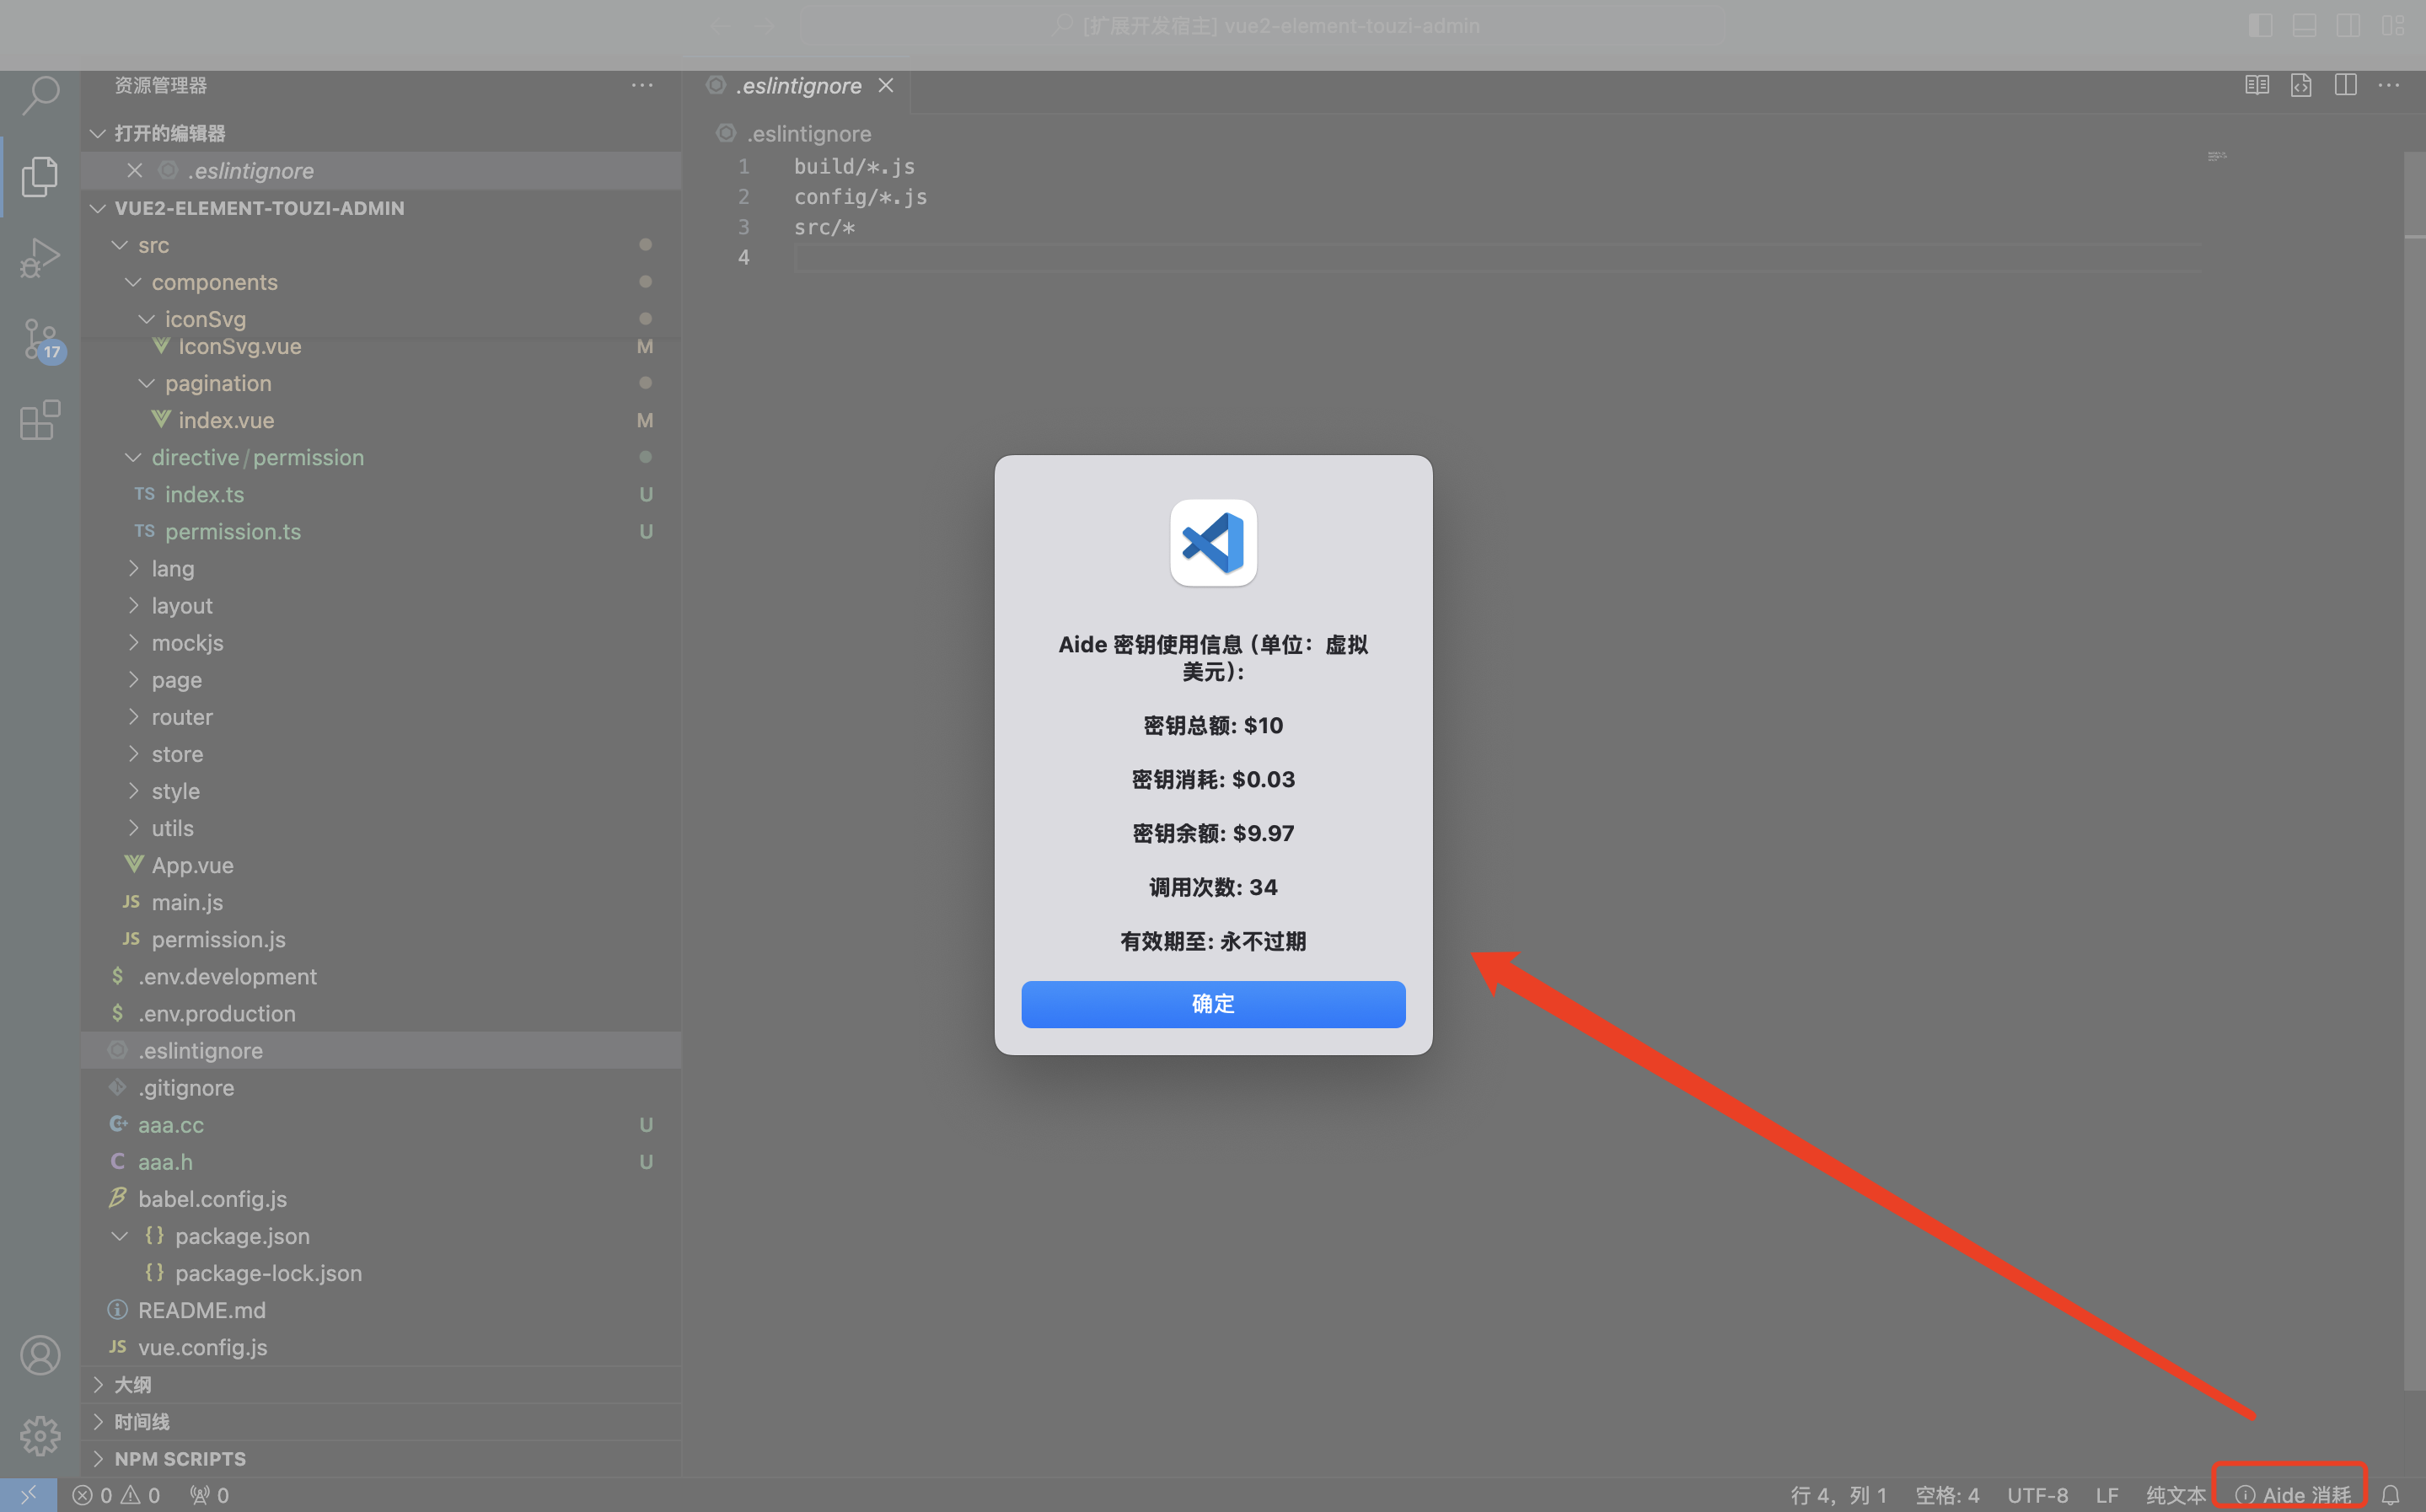 [扩展开发宿主] vue2-element-touzi-admin
资源管理器
打开的编辑器
.eslintignore
VUE2-ELEMENT-TOUZI-ADMIN
src
components
iconSvg
IconSvg.vue M
pagination
index.vue M
directive/permission
TS index.ts U
TS permission.ts U
lang
layout
mockjs
page
router
store
style
utils
App.vue
JS main.js
JS permission.js
$ .env.development
$ .env.production
.eslintignore
.gitignore
aaa.cc U
C aaa.h U
babel.config.js
{} package.json
{} package-lock.json
README.md
JS vue.config.js
大纲
时间线
NPM SCRIPTS
17
.eslintignore
.eslintignore
1 build/*.js
2 config/*.js
3 src/*
4
Aide 密钥使用信息 (单位：虚拟
美元)：
密钥总额: $10
密钥消耗: $0.03
密钥余额: $9.97
调用次数: 34
有效期至: 永不过期
确定
0 0 0 行 4，列 1 空格: 4 UTF-8 LF 纯文本 Aide 消耗